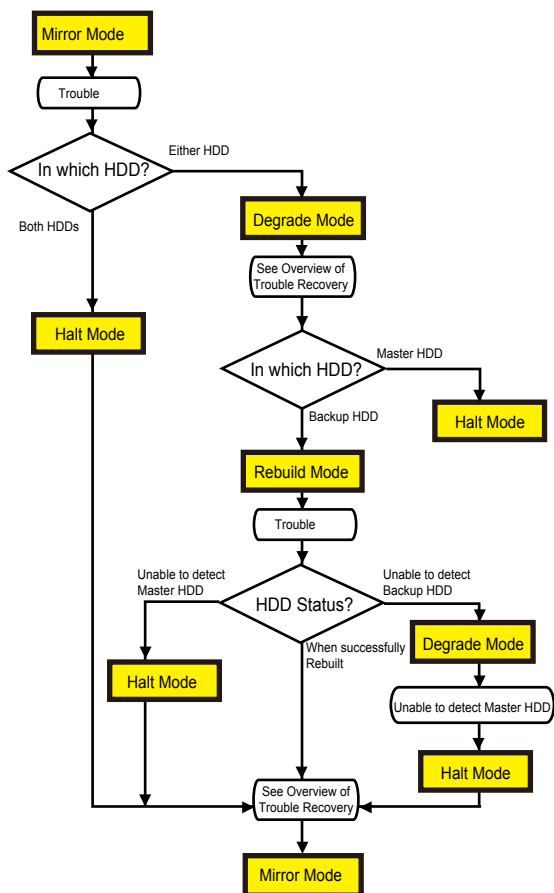 Mirror Mode
Trouble
In which HDD?
Either HDD
Both HDDs
Degrade Mode
See Overview of
Trouble Recovery
Halt Mode
In which HDD?
Master HDD
Backup HDD
Halt Mode
Rebuild Mode
Trouble
Unable to detect
Master HDD
HDD Status?
Unable to detect
Backup HDD
When successfully
Rebuilt
Degrade Mode
Halt Mode
Unable to detect Master HDD
Halt Mode
See Overview of
Trouble Recovery
Mirror Mode